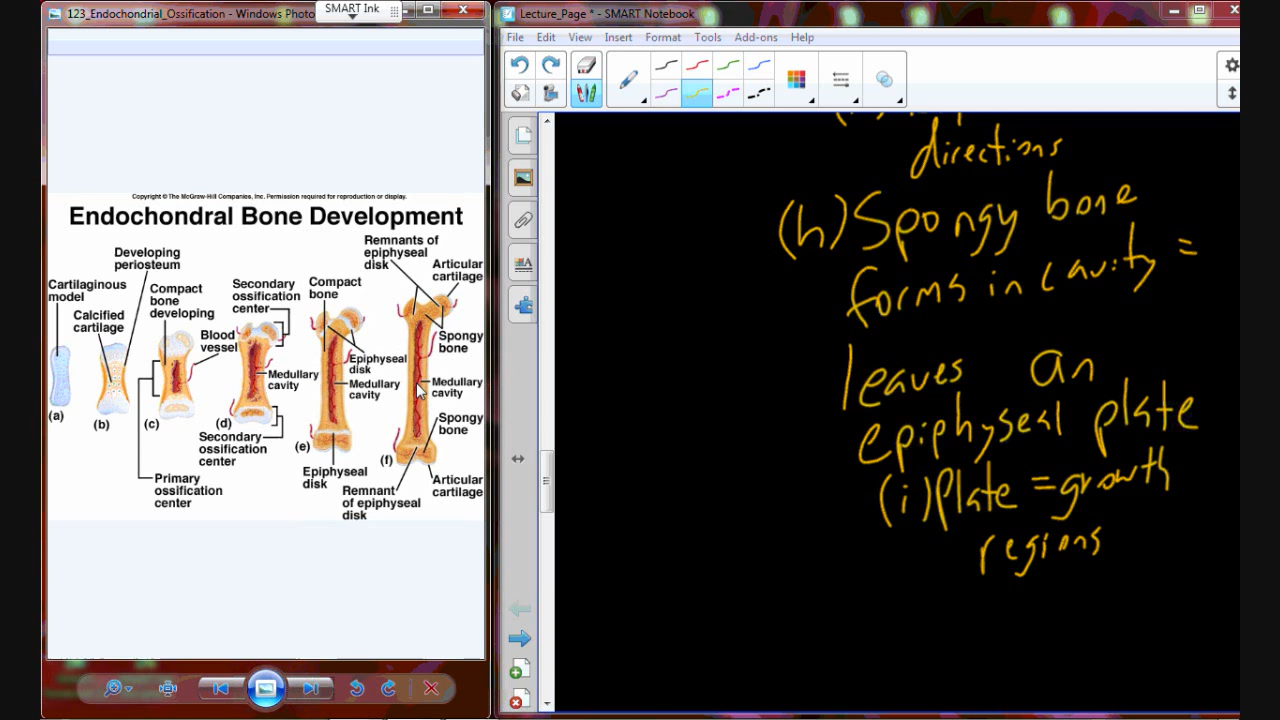 123_Endochondral_Ossification - Windows Photo
SMART Ink
Copyright © The McGraw-Hill Companies, Inc. Permission required for reproduction or display.
Endochondral Bone Development
Remnants of
epiphyseal
disk
Developing
periosteum
Articular
cartilage
Cartilaginous
model
Compact
bone
developing
Secondary
ossification
center
Compact
bone
Calcified
cartilage
Blood
vessel
Spongy
bone
Epiphyseal
disk
Medullary
cavity
Medullary
cavity
Medullary
cavity
(a)
(b)
(c)
(d)
Spongy
bone
Secondary
ossification
center
(e)
(f)
Primary
ossification
center
Epiphyseal
disk
Remnant
of epiphyseal
disk
Articular
cartilage
Lecture_Page * - SMART Notebook
File Edit View Insert Format Tools Add-ons Help
directions
(h) Spongy bone
forms in cavity =
leaves an
epiphyseal plate
(i) Plate = growth
regions